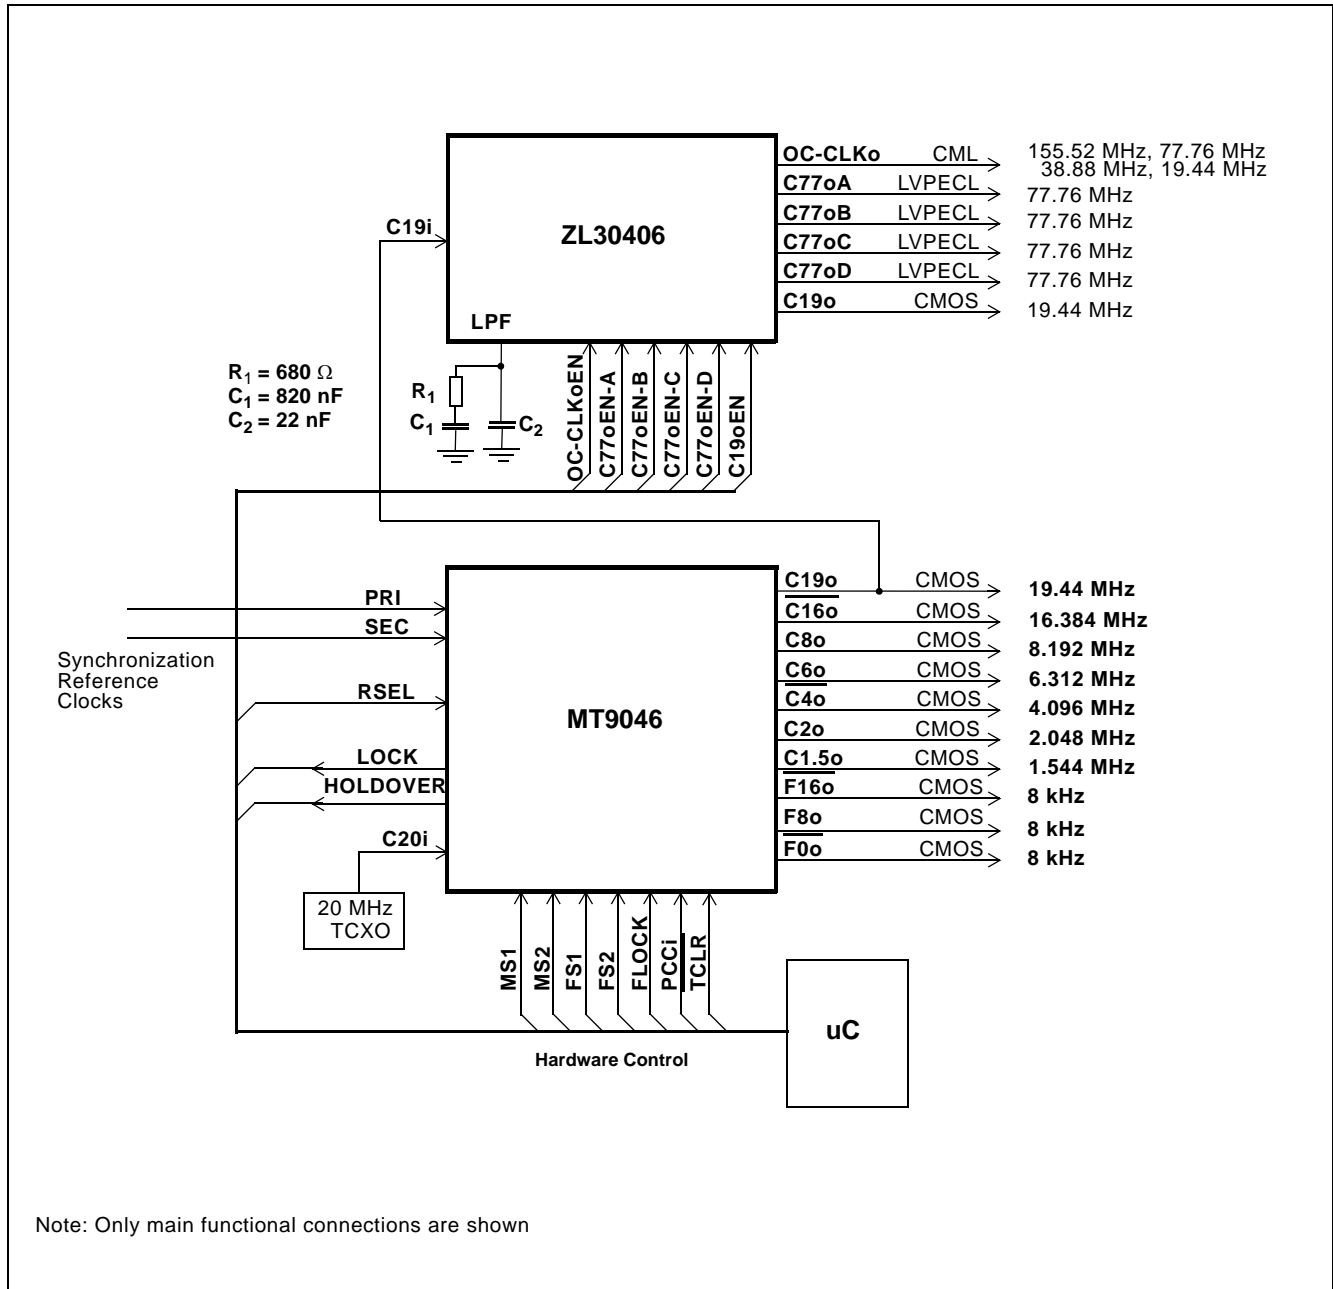 OC-CLKo CML 155.52 MHz, 77.76 MHz
38.88 MHz, 19.44 MHz
C77oA LVPECL 77.76 MHz
C77oB LVPECL 77.76 MHz
C19i
ZL30406
C77oC LVPECL 77.76 MHz
C77oD LVPECL 77.76 MHz
C19o CMOS 19.44 MHz
LPF
R1 = 680 Ω
C1 = 820 nF
C2 = 22 nF
R1
C1
C2
OC-CLKoEN
C77oEN-A
C77oEN-B
C77oEN-C
C77oEN-D
C19oEN
C19o CMOS 19.44 MHz
PRI
C16o CMOS 16.384 MHz
SEC
C8o CMOS 8.192 MHz
Synchronization
Reference
Clocks
C6o CMOS 6.312 MHz
RSEL
C4o CMOS 4.096 MHz
MT9046
C2o CMOS 2.048 MHz
LOCK
C1.5o CMOS 1.544 MHz
HOLDOVER
F16o CMOS 8 kHz
F8o CMOS 8 kHz
C20i
F0o CMOS 8 kHz
20 MHz
TCXO
MS1
MS2
FS1
FS2
FLOCK
PCCi
TCLR
uC
Hardware Control
Note: Only main functional connections are shown